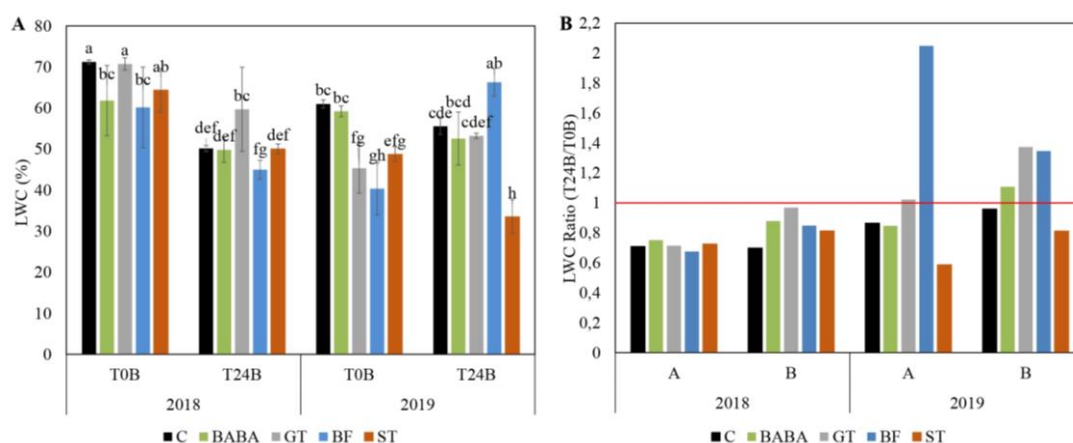 A
LWC (%)
80
70
60
50
40
30
20
10
0
a
bc
a
bc
ab
def
def
bc
fg
def
bc
bc
fg
gh
efg
cde
bcd
cdef
ab
h
T0B
T24B
T0B
T24B
2018
2019
C
BABA
GT
BF
ST
B
LWC Ratio (T24B/T0B)
2,2
2
1,8
1,6
1,4
1,2
1
0,8
0,6
0,4
0,2
0
A
B
A
B
2018
2019
C
BABA
GT
BF
ST